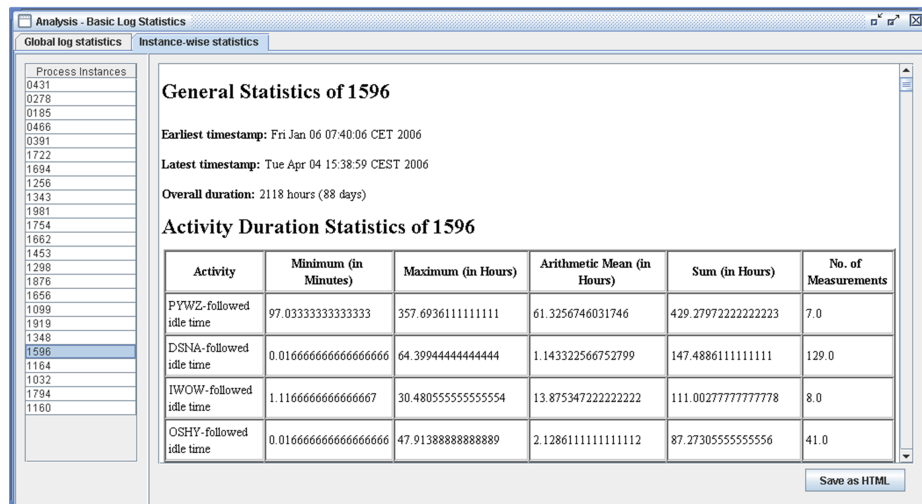 Analysis - Basic Log Statistics
Global log statistics
Instance-wise statistics
Process Instances
0431
0278
0185
0466
0391
1722
1694
1256
1343
1981
1754
1662
1453
1298
1876
1656
1099
1919
1348
1596
1164
1032
1794
1160
General Statistics of 1596
Earliest timestamp: Fri Jan 06 07:40:06 CET 2006
Latest timestamp: Tue Apr 04 15:38:59 CEST 2006
Overall duration: 2118 hours (88 days)
Activity Duration Statistics of 1596
Activity
Minimum (in
Minutes)
Maximum (in Hours)
Arithmetic Mean (in
Hours)
Sum (in Hours)
No. of
Measurements
PYWZ-followed
idle time
97.03333333333333
357.6936111111111
61.3256746031746
429.27972222222223
7.0
DSNA-followed
idle time
0.016666666666666666
64.39944444444444
1.143322566752799
147.4886111111111
129.0
IWOW-followed
idle time
1.1166666666666667
30.480555555555554
13.875347222222222
111.00277777777778
8.0
OSHY-followed
idle time
0.016666666666666666
47.91388888888889
2.1286111111111112
87.27305555555556
41.0
Save as HTML